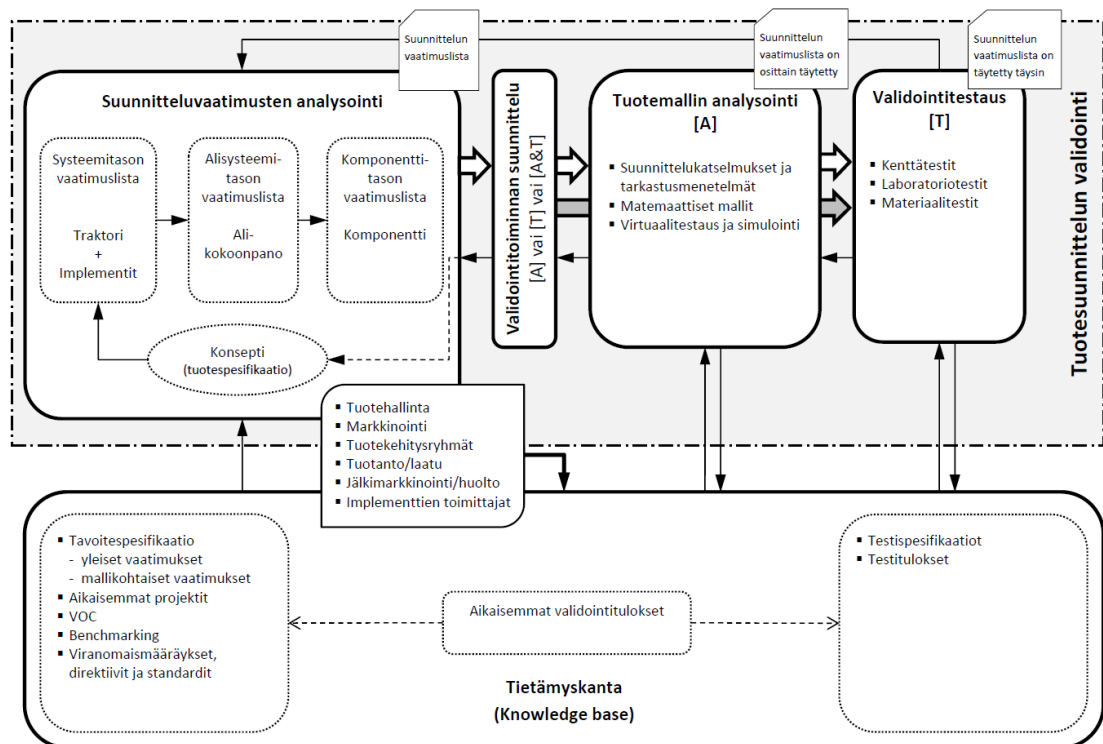 Suunnittelun
vaatimuslista
Suunnittelun
vaatimuslista on
osittain täytetty
Suunnittelun
vaatimuslista on
täytetty täysin
Suunnitteluvaatimusten analysointi
Systeemitason
vaatimuslista
Traktori
+
Implementit
Alisysteemi-
tason
vaatimuslista
Ali-
kokoonpano
Komponentti-
tason
vaatimuslista
Komponentti
Konsepti
(tuotespesifikaatio)
Validointitoiminnan suunnittelu
[A] vai [T] vai [A&T]
Tuotemallin analysointi
[A]
▪ Suunnittelukatselmukset ja
tarkastusmenetelmät
▪ Matemaattiset mallit
▪ Virtuaalitestaus ja simulointi
Validointitestaus
[T]
▪ Kenttätestit
▪ Laboratoriotestit
▪ Materiaalitestit
Tuotesuunnittelun validointi
▪ Tuotehallinta
▪ Markkinointi
▪ Tuotekehitysryhmät
▪ Tuotanto/laatu
▪ Jälkimarkkinointi/huolto
▪ Implementtien toimittajat
▪ Tavoitespesifikaatio
- yleiset vaatimukset
- mallikohtaiset vaatimukset
▪ Aikaisemmat projektit
▪ VOC
▪ Benchmarking
▪ Viranomaismääräykset,
direktiivit ja standardit
Aikaisemmat validointitulokset
▪ Testispesifikaatiot
▪ Testitulokset
Tietämyskanta
(Knowledge base)